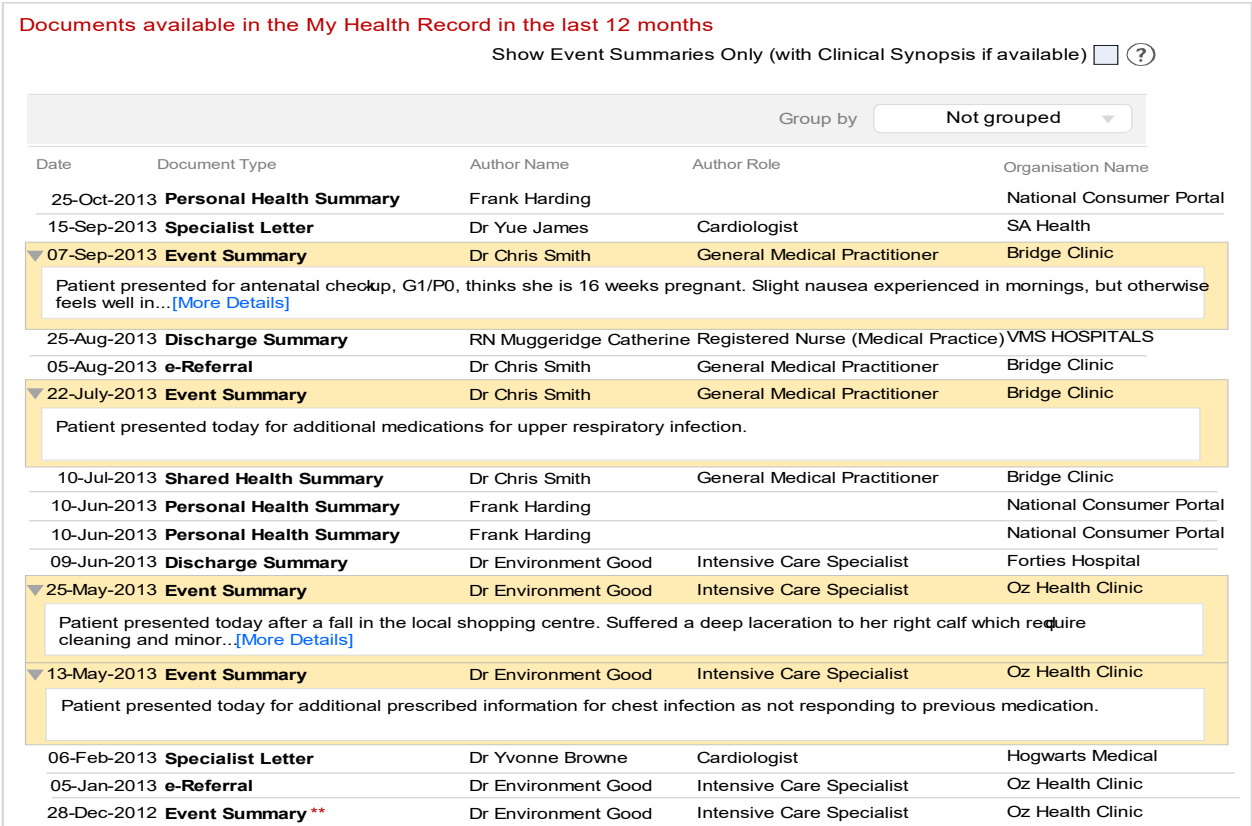 Documents available in the My Health Record in the last 12 months
Show Event Summaries Only (with Clinical Synopsis if available) ?
Group by Not grouped
Date Document Type Author Name Author Role Organisation Name
25-Oct-2013 Personal Health Summary Frank Harding National Consumer Portal
15-Sep-2013 Specialist Letter Dr Yue James Cardiologist SA Health
07-Sep-2013 Event Summary Dr Chris Smith General Medical Practitioner Bridge Clinic
Patient presented for antenatal checkup, G1/P0, thinks she is 16 weeks pregnant. Slight nausea experienced in mornings, but otherwise
feels well in...[More Details]
25-Aug-2013 Discharge Summary RN Muggeridge Catherine Registered Nurse (Medical Practice) VMS HOSPITALS
05-Aug-2013 e-Referral Dr Chris Smith General Medical Practitioner Bridge Clinic
22-July-2013 Event Summary Dr Chris Smith General Medical Practitioner Bridge Clinic
Patient presented today for additional medications for upper respiratory infection.
10-Jul-2013 Shared Health Summary Dr Chris Smith General Medical Practitioner Bridge Clinic
10-Jun-2013 Personal Health Summary Frank Harding National Consumer Portal
10-Jun-2013 Personal Health Summary Frank Harding National Consumer Portal
09-Jun-2013 Discharge Summary Dr Environment Good Intensive Care Specialist Forties Hospital
25-May-2013 Event Summary Dr Environment Good Intensive Care Specialist Oz Health Clinic
Patient presented today after a fall in the local shopping centre. Suffered a deep laceration to her right calf which require
cleaning and minor...[More Details]
13-May-2013 Event Summary Dr Environment Good Intensive Care Specialist Oz Health Clinic
Patient presented today for additional prescribed information for chest infection as not responding to previous medication.
06-Feb-2013 Specialist Letter Dr Yvonne Browne Cardiologist Hogwarts Medical
05-Jan-2013 e-Referral Dr Environment Good Intensive Care Specialist Oz Health Clinic
28-Dec-2012 Event Summary ** Dr Environment Good Intensive Care Specialist Oz Health Clinic